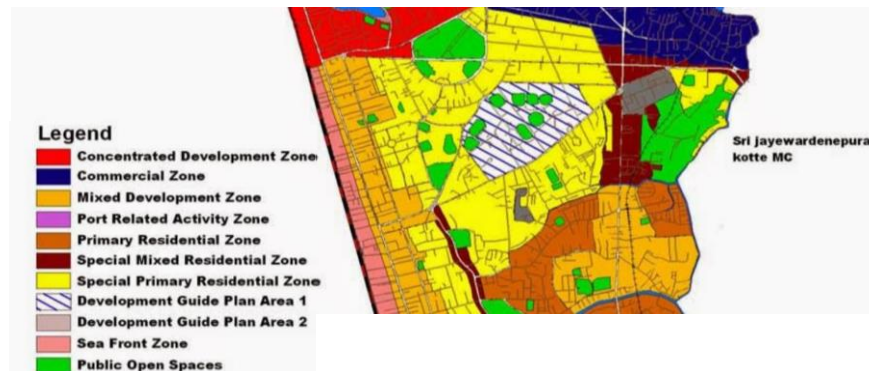 Legend
Concentrated Development Zone
Commercial Zone
Mixed Development Zone
Port Related Activity Zone
Primary Residential Zone
Special Mixed Residential Zone
Special Primary Residential Zone
Development Guide Plan Area 1
Development Guide Plan Area 2
Sea Front Zone
Public Open Spaces
Sri jayewardenepura
kotte MC